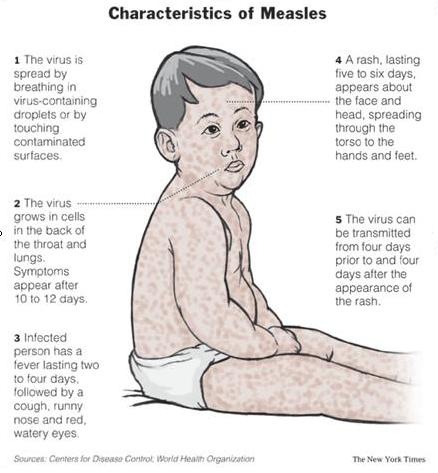 Characteristics of Measles
1 The virus is
spread by
breathing in
virus-containing
droplets or by
touching
contaminated
surfaces.
2 The virus
grows in cells
in the back of
the throat and
lungs.
Symptoms
appear after
10 to 12 days.
3 Infected
person has a
fever lasting two
to four days,
followed by a
cough, runny
nose and red,
watery eyes.
4 A rash, lasting
five to six days,
appears about
the face and
head, spreading
through the
torso to the
hands and feet.
5 The virus can
be transmitted
from four days
prior to and four
days after the
appearance of
the rash.
Sources: Centers for Disease Control; World Health Organization
The New York Times